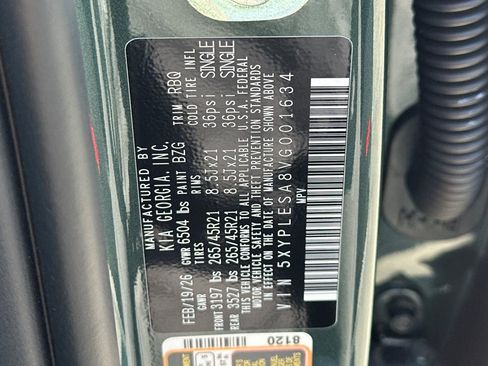 MANUFACTURED BY
KIA GEORGIA, INC.
FEB/19/26 GVWR 6504 lbs PAINT BZG TRIM RBQ
GAWR TIRES RIMS COLD TIRE INFL
FRONT 3197 lbs 265/45R21 8.5Jx21 36psi SINGLE
REAR 3527 lbs 265/45R21 8.5Jx21 36psi SINGLE
THIS VEHICLE CONFORMS TO ALL APPLICABLE U.S.A. FEDERAL
MOTOR VEHICLE SAFETY AND THEFT PREVENTION STANDARDS
IN EFFECT ON THE DATE OF MANUFACTURE SHOWN ABOVE.
VIN 5XYPLESA8VG001634
MPV
8120